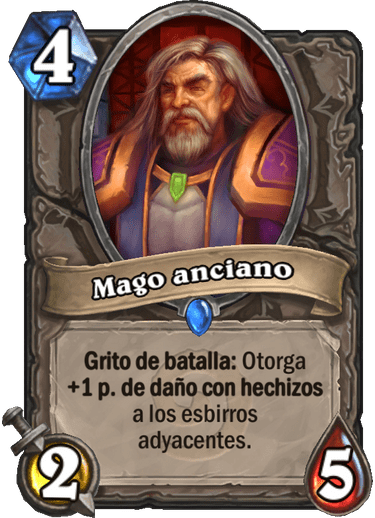 4
Mago anciano
Grito de batalla: Otorga
+1 p. de daño con hechizos
a los esbirros
adyacentes.
2
5